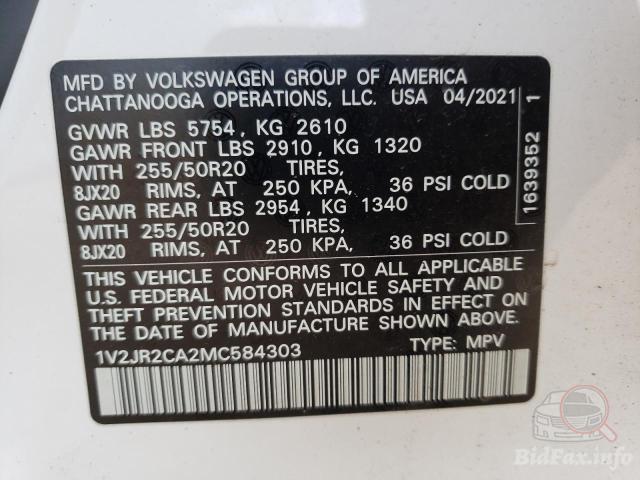 MFD BY VOLKSWAGEN GROUP OF AMERICA
CHATTANOOGA OPERATIONS, LLC. USA 04/2021
GVWR LBS 5754, KG 2610
GAWR FRONT LBS 2910, KG 1320
WITH 255/50R20 TIRES,
8JX20 RIMS, AT 250 KPA, 36 PSI COLD
GAWR REAR LBS 2954, KG 1340
WITH 255/50R20 TIRES,
8JX20 RIMS, AT 250 KPA, 36 PSI COLD
THIS VEHICLE CONFORMS TO ALL APPLICABLE
U.S. FEDERAL MOTOR VEHICLE SAFETY AND
THEFT PREVENTION STANDARDS IN EFFECT ON
THE DATE OF MANUFACTURE SHOWN ABOVE
1V2JR2CA2MC584303 TYPE: MPV
1639352 1
BidFax.info